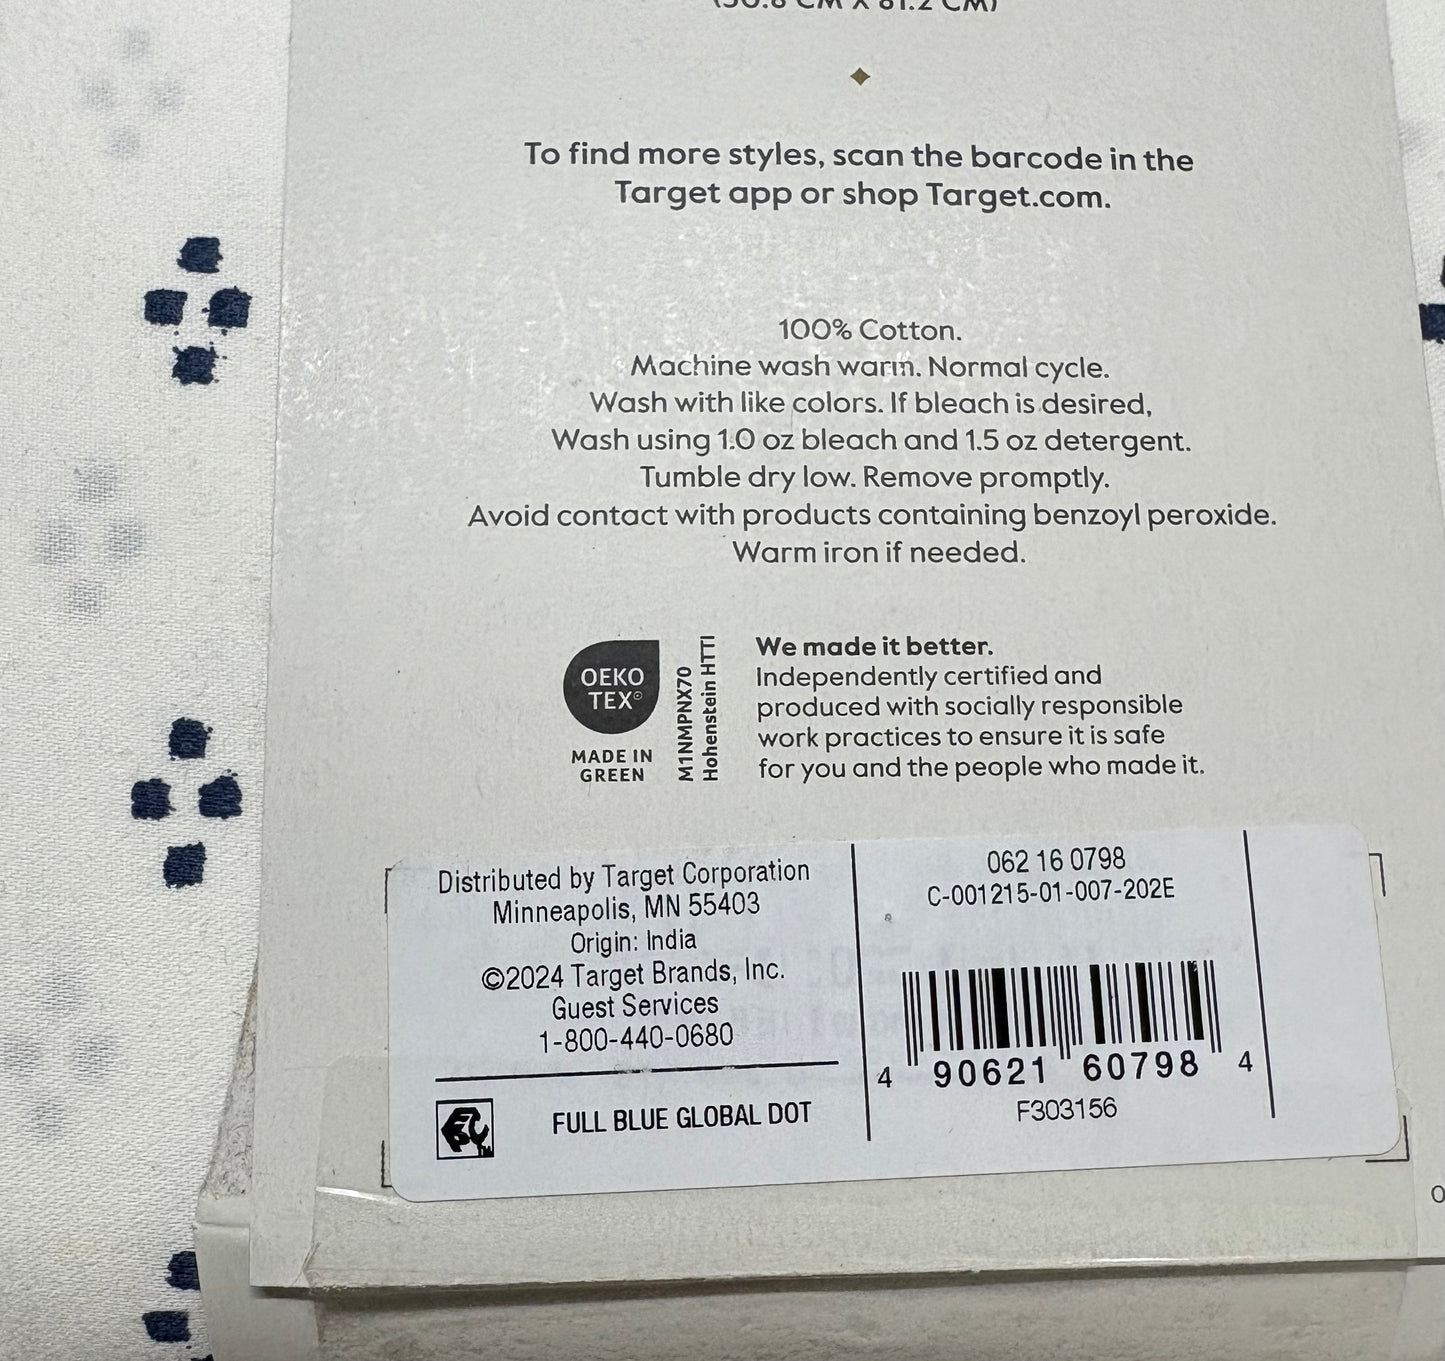 To find more styles, scan the barcode in the
Target app or shop Target.com.
100% Cotton.
Machine wash warm. Normal cycle.
Wash with like colors. If bleach is desired,
Wash using 1.0 oz bleach and 1.5 oz detergent.
Tumble dry low. Remove promptly.
Avoid contact with products containing benzoyl peroxide.
Warm iron if needed.
OEKO
TEX®
MADE IN
GREEN
M1NMPNX70
Hohenstein HTTI
We made it better.
Independently certified and
produced with socially responsible
work practices to ensure it is safe
for you and the people who made it.
Distributed by Target Corporation
Minneapolis, MN 55403
Origin: India
©2024 Target Brands, Inc.
Guest Services
1-800-440-0680
FULL BLUE GLOBAL DOT
062 16 0798
C-001215-01-007-202E
4 90621 60798 4
F303156